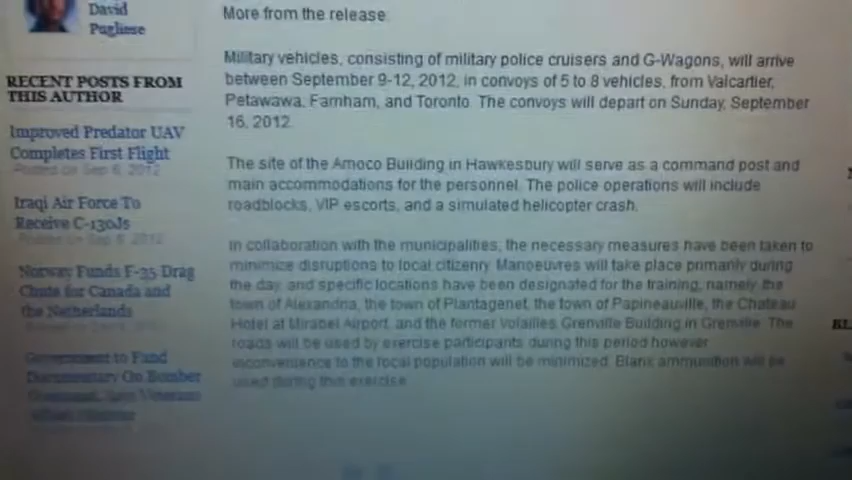 David
Pugliese
RECENT POSTS FROM
THIS AUTHOR
Improved Predator UAV
Completes First Flight
Posted on Sep 6, 2012
Iraqi Air Force To
Receive C-130Js
Posted on Sep 6, 2012
Norway Funds F-35 Drag
Chute for Canada and
the Netherlands
Government to Fund
Documentary On Bomber
Command, Says Veterans
More from the release:
Military vehicles, consisting of military police cruisers and G-Wagons, will arrive
between September 9-12, 2012, in convoys of 5 to 8 vehicles, from Valcartier,
Petawawa, Farnham, and Toronto. The convoys will depart on Sunday, September
16, 2012.
The site of the Amoco Building in Hawkesbury will serve as a command post and
main accommodations for the personnel. The police operations will include
roadblocks, VIP escorts, and a simulated helicopter crash.
In collaboration with the municipalities, the necessary measures have been taken to
minimize disruptions to local citizenry. Manoeuvres will take place primarily during
the day, and specific locations have been designated for the training, namely the
town of Alexandria, the town of Plantagenet, the town of Papineauville, the Chateau
Hotel at Mirabel Airport, and the former Volailles Grenville Building in Grenville. The
roads will be used by exercise participants during this period however
inconvenience to the local population will be minimized. Blank ammunition will be
used during this exercise.